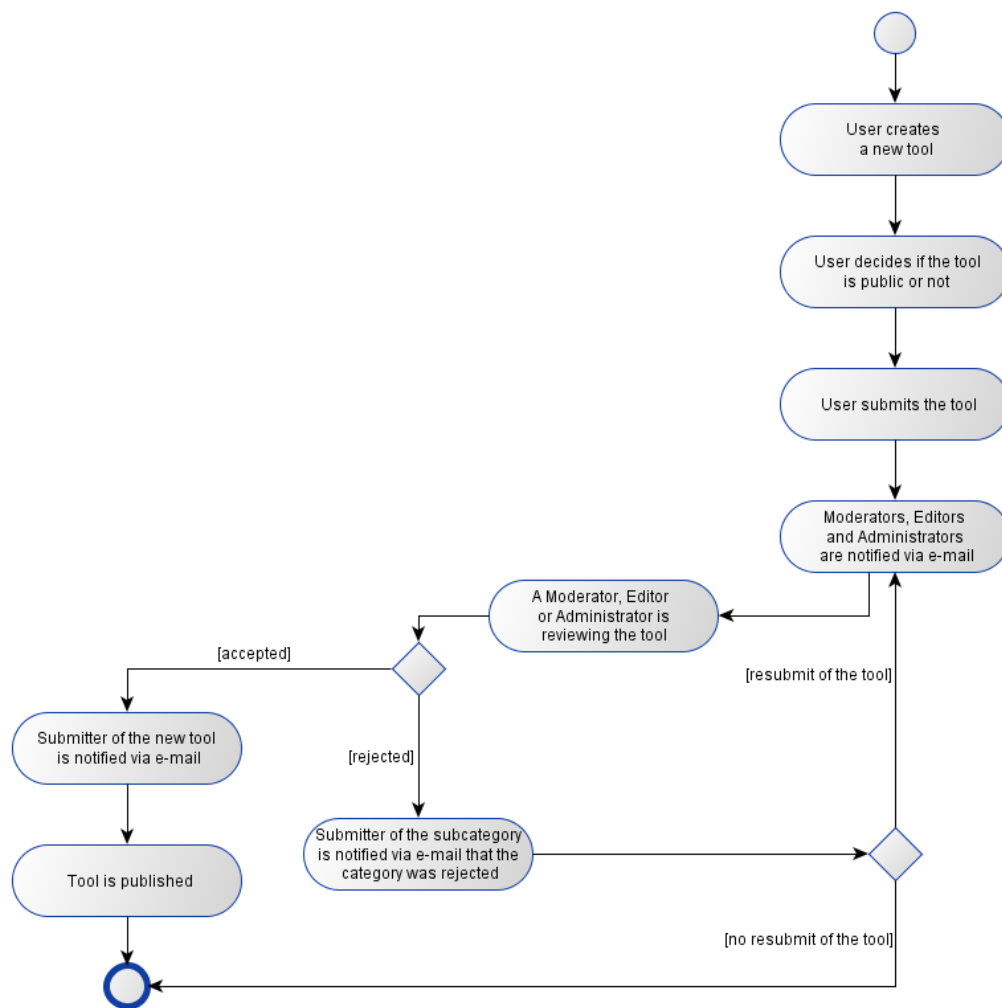 User creates
a new tool
User decides if the tool
is public or not
User submits the tool
Moderators, Editors
and Administrators
are notified via e-mail
A Moderator, Editor
or Administrator is
reviewing the tool
[accepted]
[resubmit of the tool]
Submitter of the new tool
is notified via e-mail
[rejected]
Submitter of the subcategory
is notified via e-mail that the
category was rejected
Tool is published
[no resubmit of the tool]